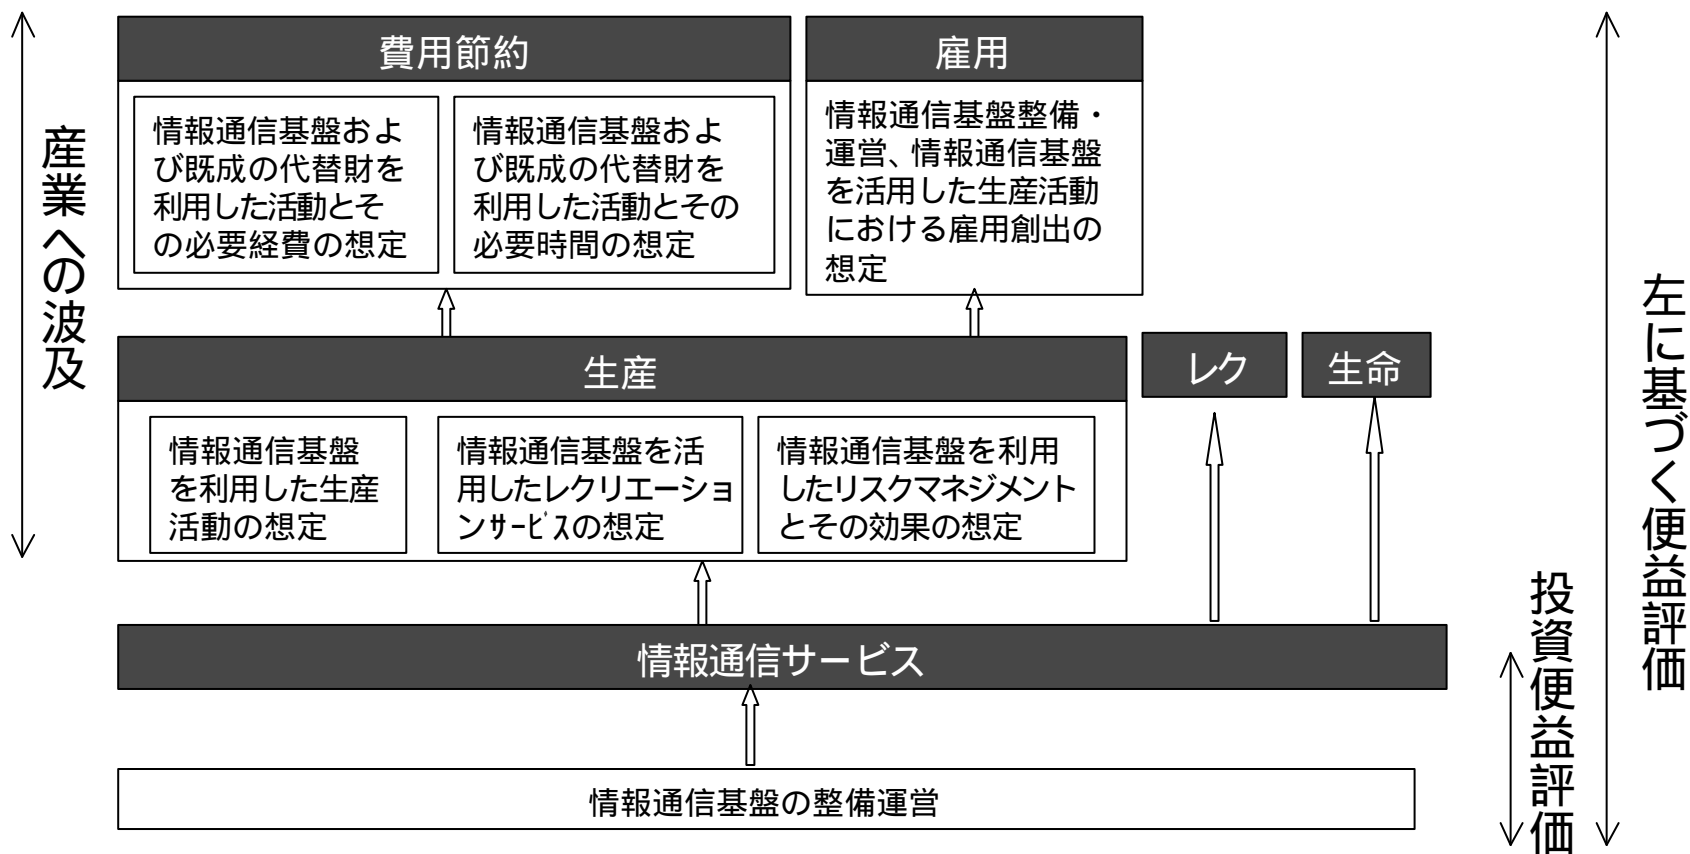 産業への波及
費用節約
情報通信基盤およ
び既成の代替財を
利用した活動とそ
の必要経費の想定
情報通信基盤およ
び既成の代替財を
利用した活動とその
必要時間の想定
雇用
情報通信基盤整備・
運営、情報通信基盤
を活用した生産活動
における雇用創出の
想定
生産
情報通信基盤
を利用した生産
活動の想定
情報通信基盤を活
用したレクリエーショ
ンサービスの想定
情報通信基盤を利用
したリスクマネジメント
とその効果の想定
レク
生命
情報通信サービス
情報通信基盤の整備運営
投資便益評価
左に基づく便益評価